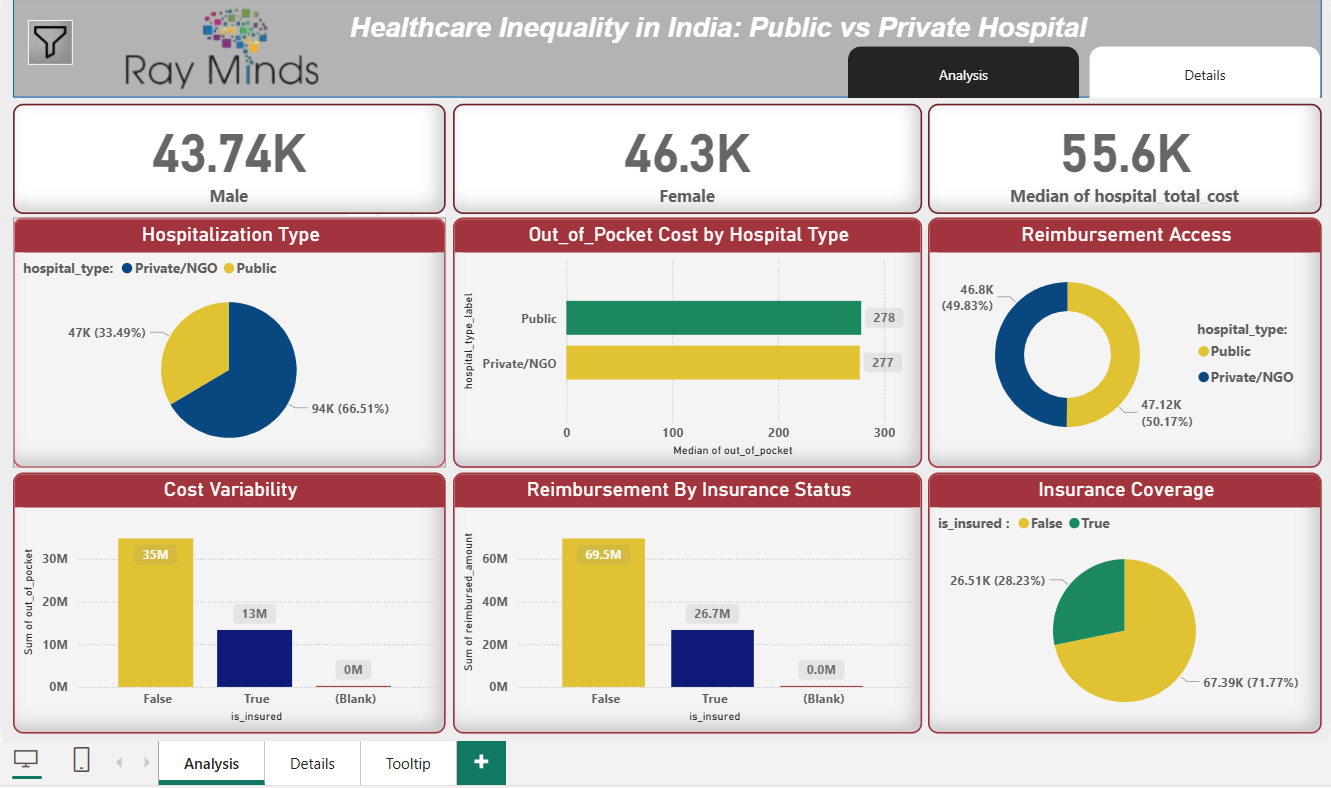 Healthcare Inequality in India: Public vs Private Hospital
Ray Minds
Analysis
Details
43.74K
Male
46.3K
Female
55.6K
Median of hospital_total_cost
Hospitalization Type
hospital_type: Private/NGO Public
47K (33.49%)
94K (66.51%)
Out_of_Pocket Cost by Hospital Type
hospital_type_label
Public
278
Private/NGO
277
0 100 200 300
Median of out_of_pocket
Reimbursement Access
46.8K
(49.83%)
hospital_type:
Public
Private/NGO
47.12K
(50.17%)
Cost Variability
Sum of out_of_pocket
30M
20M
10M
0M
35M
13M
0M
False True (Blank)
is_insured
Reimbursement By Insurance Status
Sum of reimbursed_amount
60M
40M
20M
0M
69.5M
26.7M
0.0M
False True (Blank)
is_insured
Insurance Coverage
is_insured : False True
26.51K (28.23%)
67.39K (71.77%)
Analysis Details Tooltip +